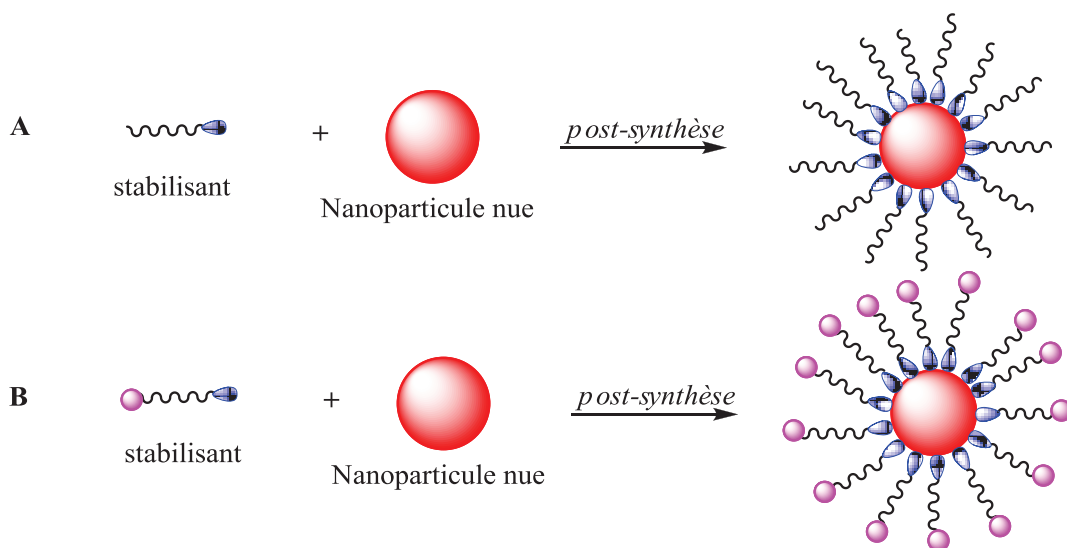 A
+
post-synthèse
stabilisant
Nanoparticule nue
B
+
post-synthèse
stabilisant
Nanoparticule nue